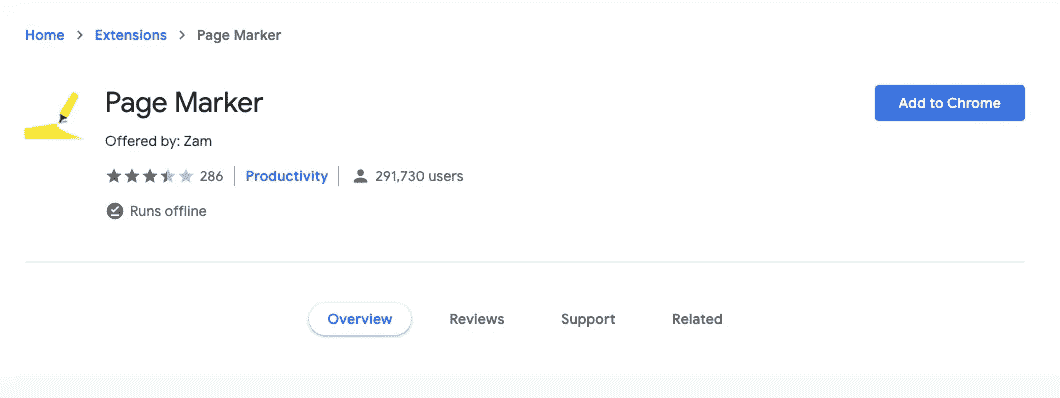 Home > Extensions > Page Marker
Page Marker
Add to Chrome
Offered by: Zam
286 | Productivity | 291,730 users
Runs offline
Overview Reviews Support Related